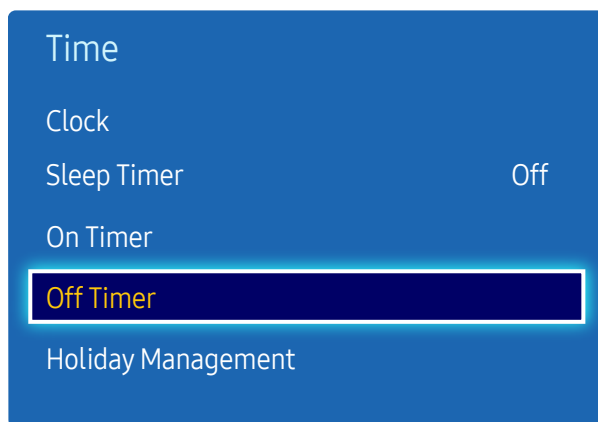 Time
Clock
Sleep Timer Off
On Timer
Off Timer
Holiday Management